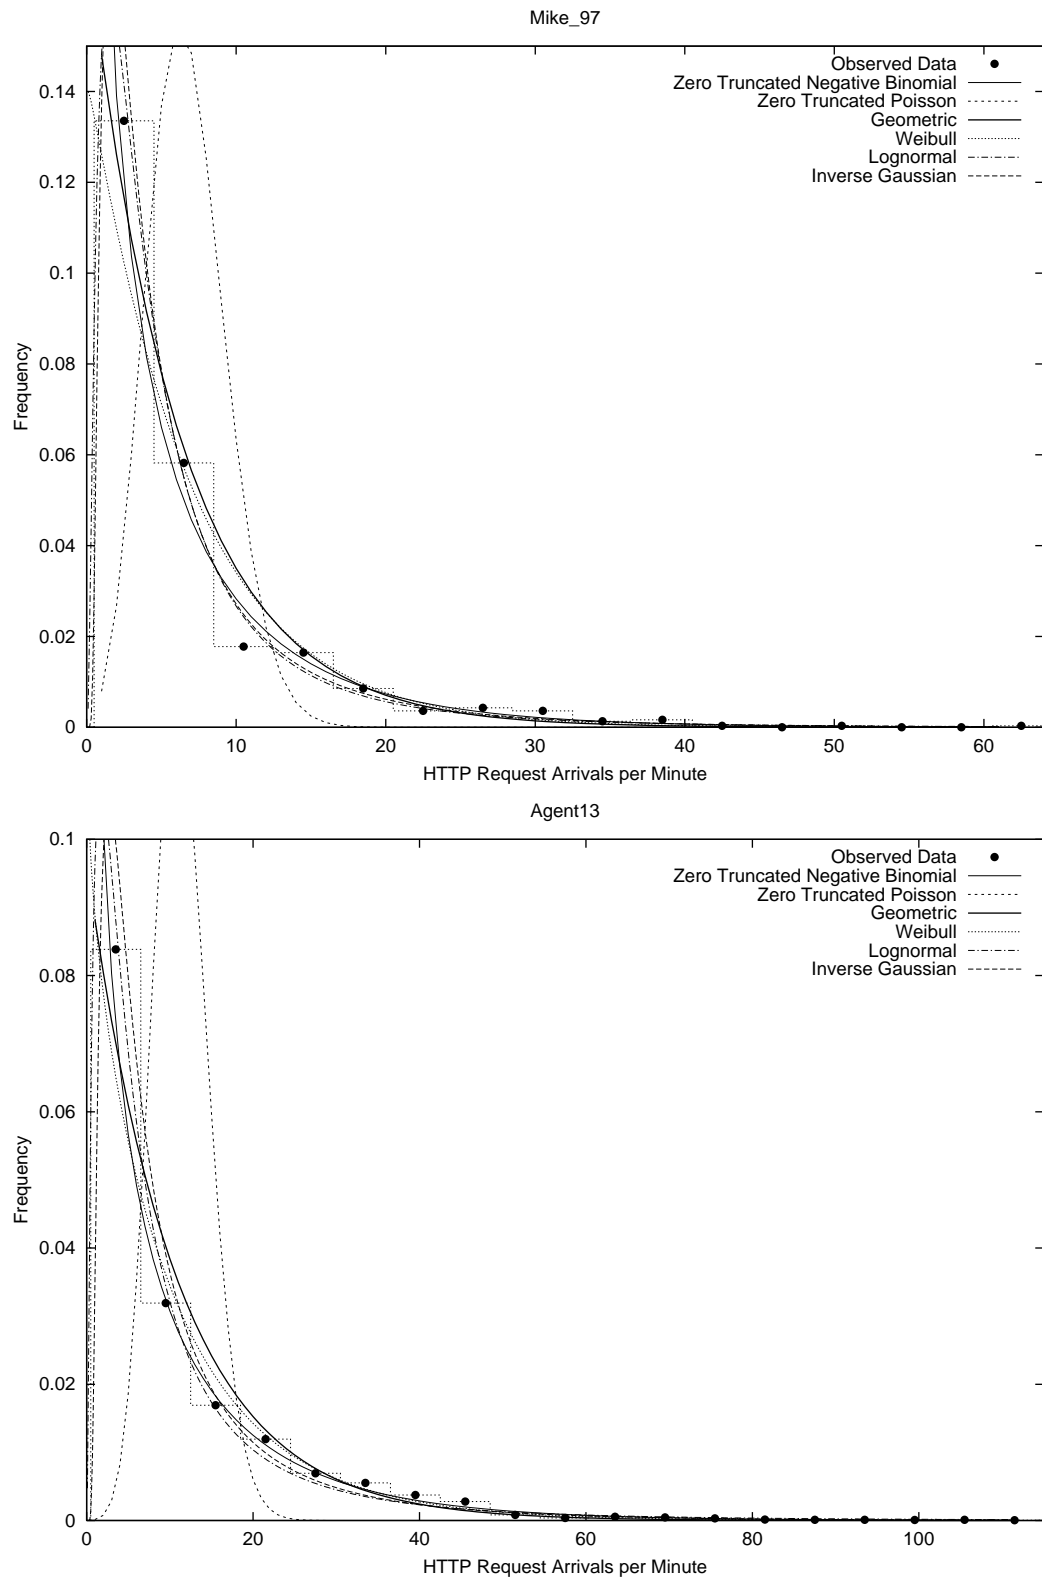 Mike_97
0.14
0.12
0.1
0.08
0.06
0.04
0.02
0
Frequency
Observed Data
Zero Truncated Negative Binomial
Zero Truncated Poisson
Geometric
Weibull
Lognormal
Inverse Gaussian
0 10 20 30 40 50 60
HTTP Request Arrivals per Minute
Agent13
0.1
0.08
0.06
0.04
0.02
0
Frequency
Observed Data
Zero Truncated Negative Binomial
Zero Truncated Poisson
Geometric
Weibull
Lognormal
Inverse Gaussian
0 20 40 60 80 100
HTTP Request Arrivals per Minute